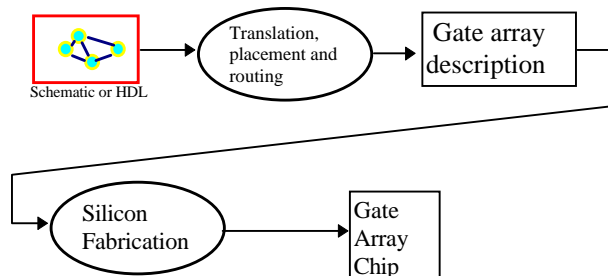 Translation,
placement and
routing
Gate array
description
Schematic or HDL
Silicon
Fabrication
Gate
Array
Chip